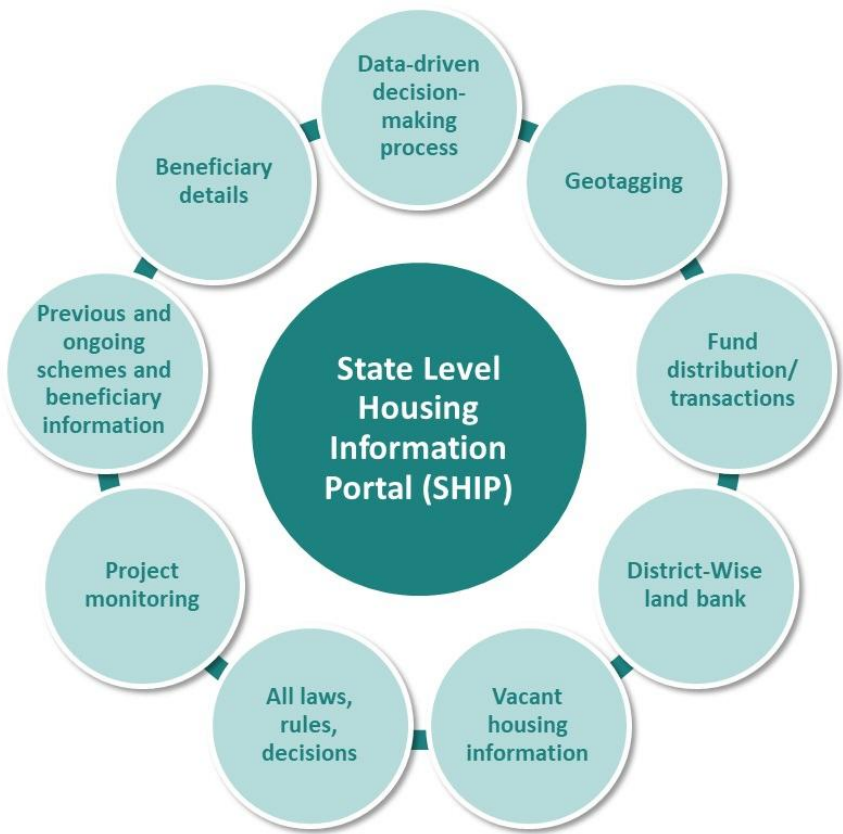 Data-driven
decision-
making
process
Geotagging
Fund
distribution/
transactions
District-Wise
land bank
Vacant
housing
information
All laws,
rules,
decisions
Project
monitoring
Previous and
ongoing
schemes and
beneficiary
information
Beneficiary
details
State Level
Housing
Information
Portal (SHIP)